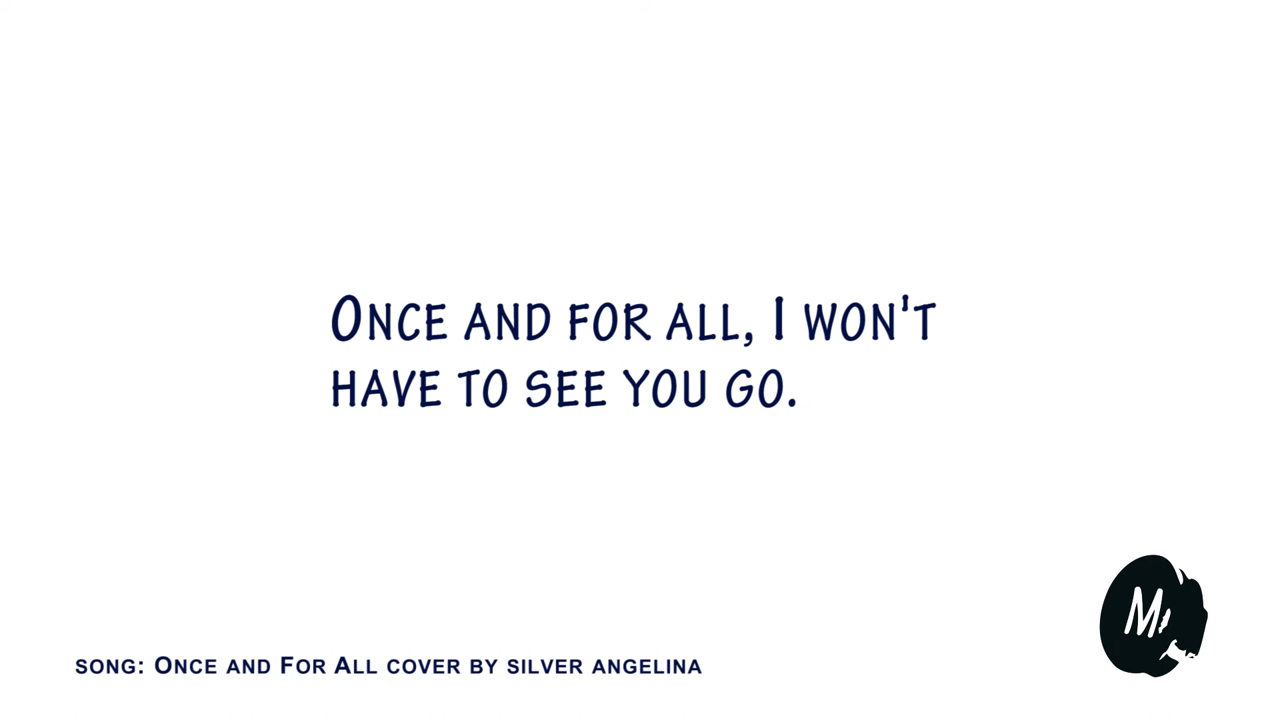 Once and for all, I won't
have to see you go.
M
song: Once and For All cover by silver angelina